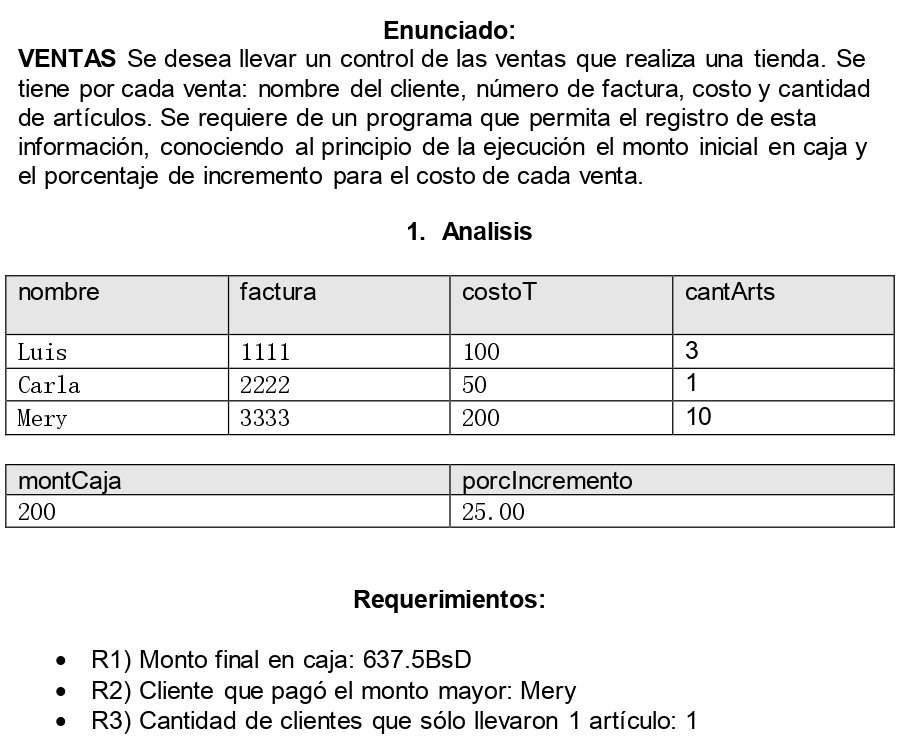 Enunciado:
VENTAS Se desea llevar un control de las ventas que realiza una tienda. Se
tiene por cada venta: nombre del cliente, número de factura, costo y cantidad
de artículos. Se requiere de un programa que permita el registro de esta
información, conociendo al principio de la ejecución el monto inicial en caja y
el porcentaje de incremento para el costo de cada venta.
1. Analisis
nombre factura costoT cantArts
Luis 1111 100 3
Carla 2222 50 1
Mery 3333 200 10
montCaja porcIncremento
200 25.00
Requerimientos:
• R1) Monto final en caja: 637.5BsD
• R2) Cliente que pagó el monto mayor: Mery
• R3) Cantidad de clientes que sólo llevaron 1 artículo: 1